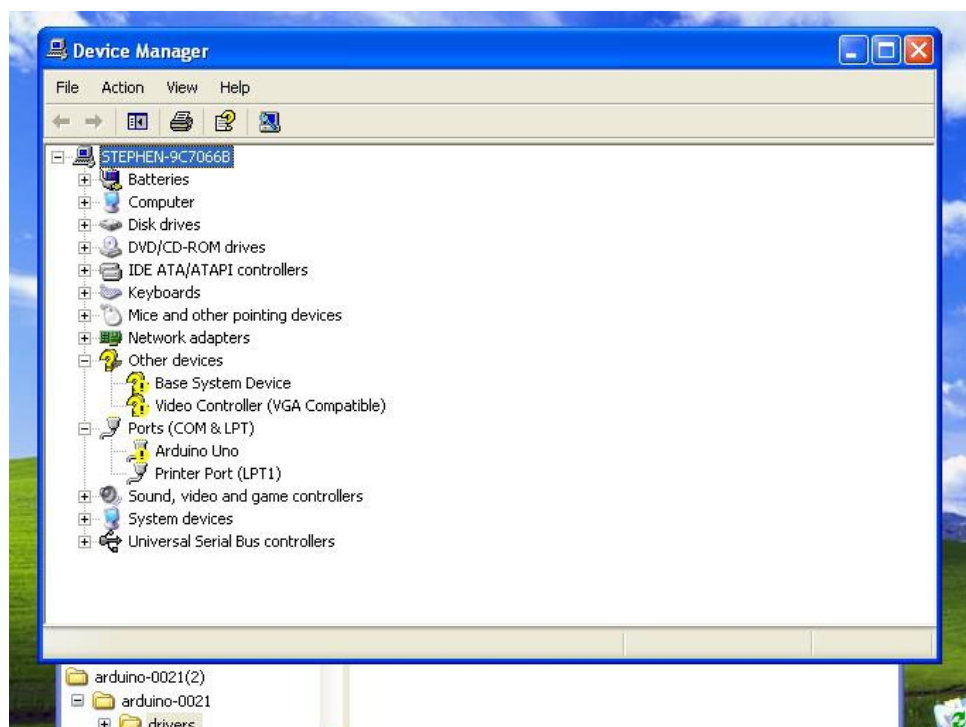 Device Manager
File Action View Help
STEPHEN-9C7066B
Batteries
Computer
Disk drives
DVD/CD-ROM drives
IDE ATA/ATAPI controllers
Keyboards
Mice and other pointing devices
Network adapters
Other devices
Base System Device
Video Controller (VGA Compatible)
Ports (COM & LPT)
Arduino Uno
Printer Port (LPT1)
Sound, video and game controllers
System devices
Universal Serial Bus controllers
arduino-0021(2)
arduino-0021
drivers